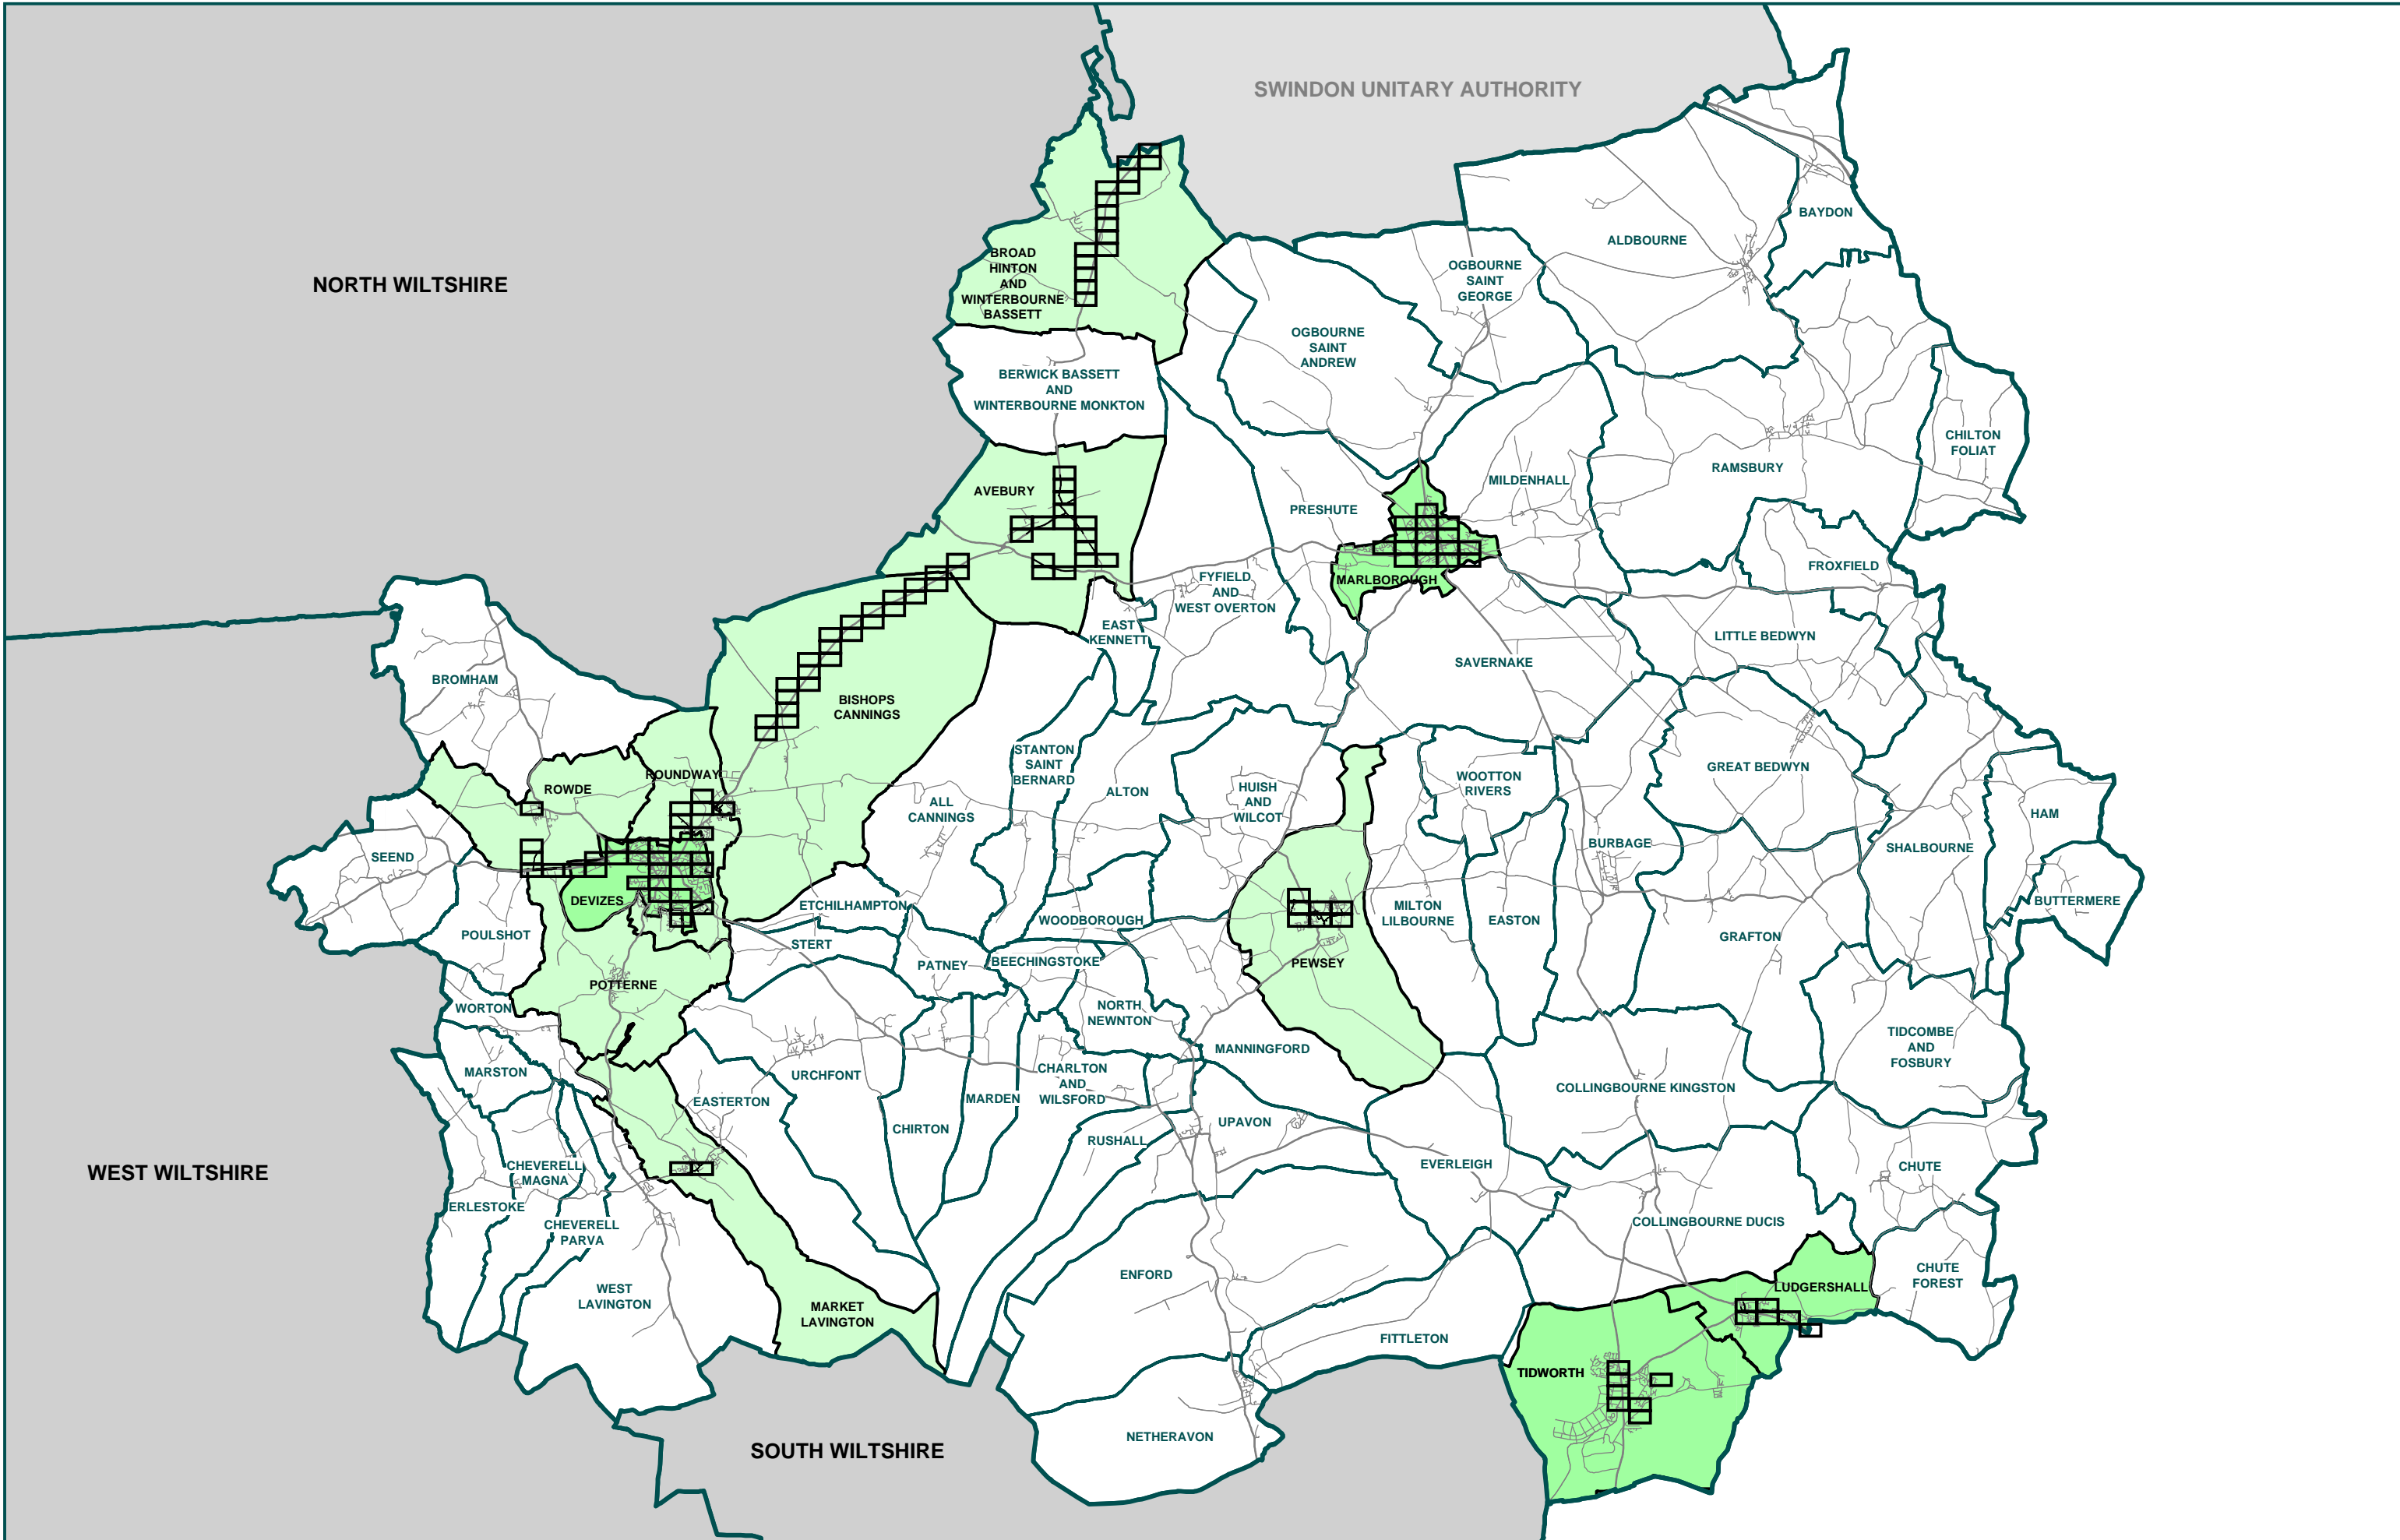 SWINDON UNITARY AUTHORITY
NORTH WILTSHIRE
BAYDON
ALDBOURNE
BROAD
HINTON
AND
WINTERBOURNE
BASSETT
OGBOURNE
SAINT
GEORGE
OGBOURNE
SAINT
ANDREW
BERWICK BASSETT
AND
WINTERBOURNE MONKTON
CHILTON
FOLIAT
RAMSBURY
MILDENHALL
AVEBURY
PRESHUTE
FROXFIELD
MARLBOROUGH
FYFIELD
AND
WEST OVERTON
EAST
KENNETT
LITTLE BEDWYN
SAVERNAKE
BROMHAM
BISHOPS
CANNINGS
STANTON
SAINT
BERNARD
ROUNDWAY
ROWDE
GREAT BEDWYN
WOOTTON
RIVERS
HUISH
AND
WILCOT
ALTON
ALL
CANNINGS
HAM
BURBAGE
SHALBOURNE
SEEND
DEVIZES
ETCHILHAMPTON
BUTTERMERE
MILTON
LILBOURNE
EASTON
WOODBOROUGH
GRAFTON
POULSHOT
STERT
PATNEY
BEECHINGSTOKE
PEWSEY
POTTERNE
WORTON
NORTH
NEWNTON
TIDCOMBE
AND
FOSBURY
MANNINGFORD
MARSTON
URCHFONT
CHARLTON
AND
WILSFORD
COLLINGBOURNE KINGSTON
EASTERTON
MARDEN
CHIRTON
UPAVON
RUSHALL
WEST WILTSHIRE
CHEVERELL
MAGNA
EVERLEIGH
CHUTE
ERLESTOKE
CHEVERELL
PARVA
COLLINGBOURNE DUCIS
ENFORD
CHUTE
FOREST
LUDGERSHALL
WEST
LAVINGTON
MARKET
LAVINGTON
FITTLETON
TIDWORTH
NETHERAVON
SOUTH WILTSHIRE